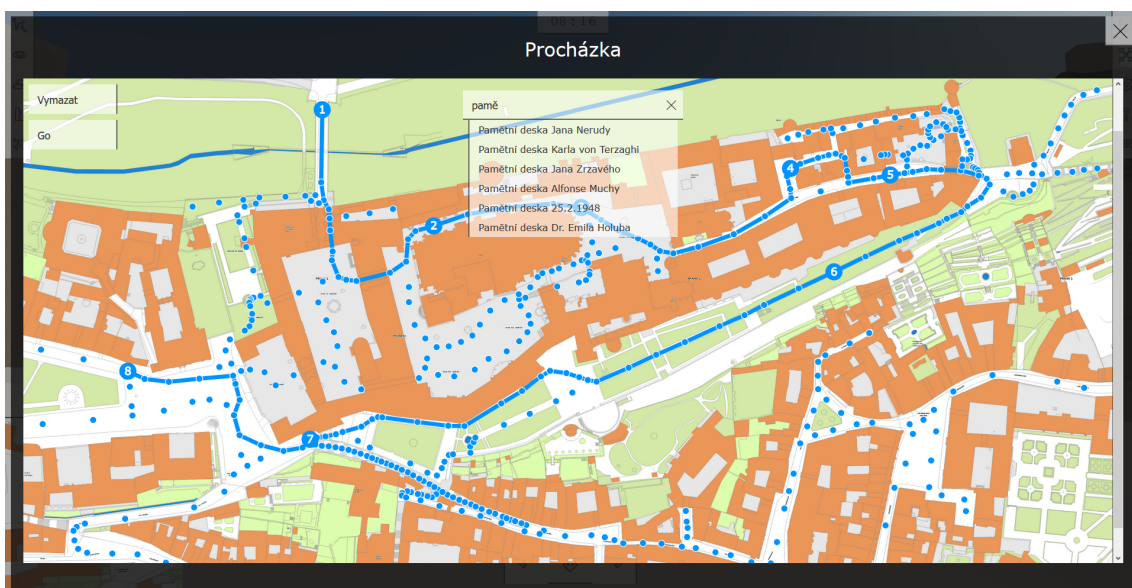 08:16
Procházka
Vymazat
Go
pamě
Pamětní deska Jana Nerudy
Pamětní deska Karla von Terzaghi
Pamětní deska Jana Zrzavého
Pamětní deska Alfonse Muchy
Pamětní deska 25.2.1948
Pamětní deska Dr. Emila Holuba
1
2
4
5
6
7
8